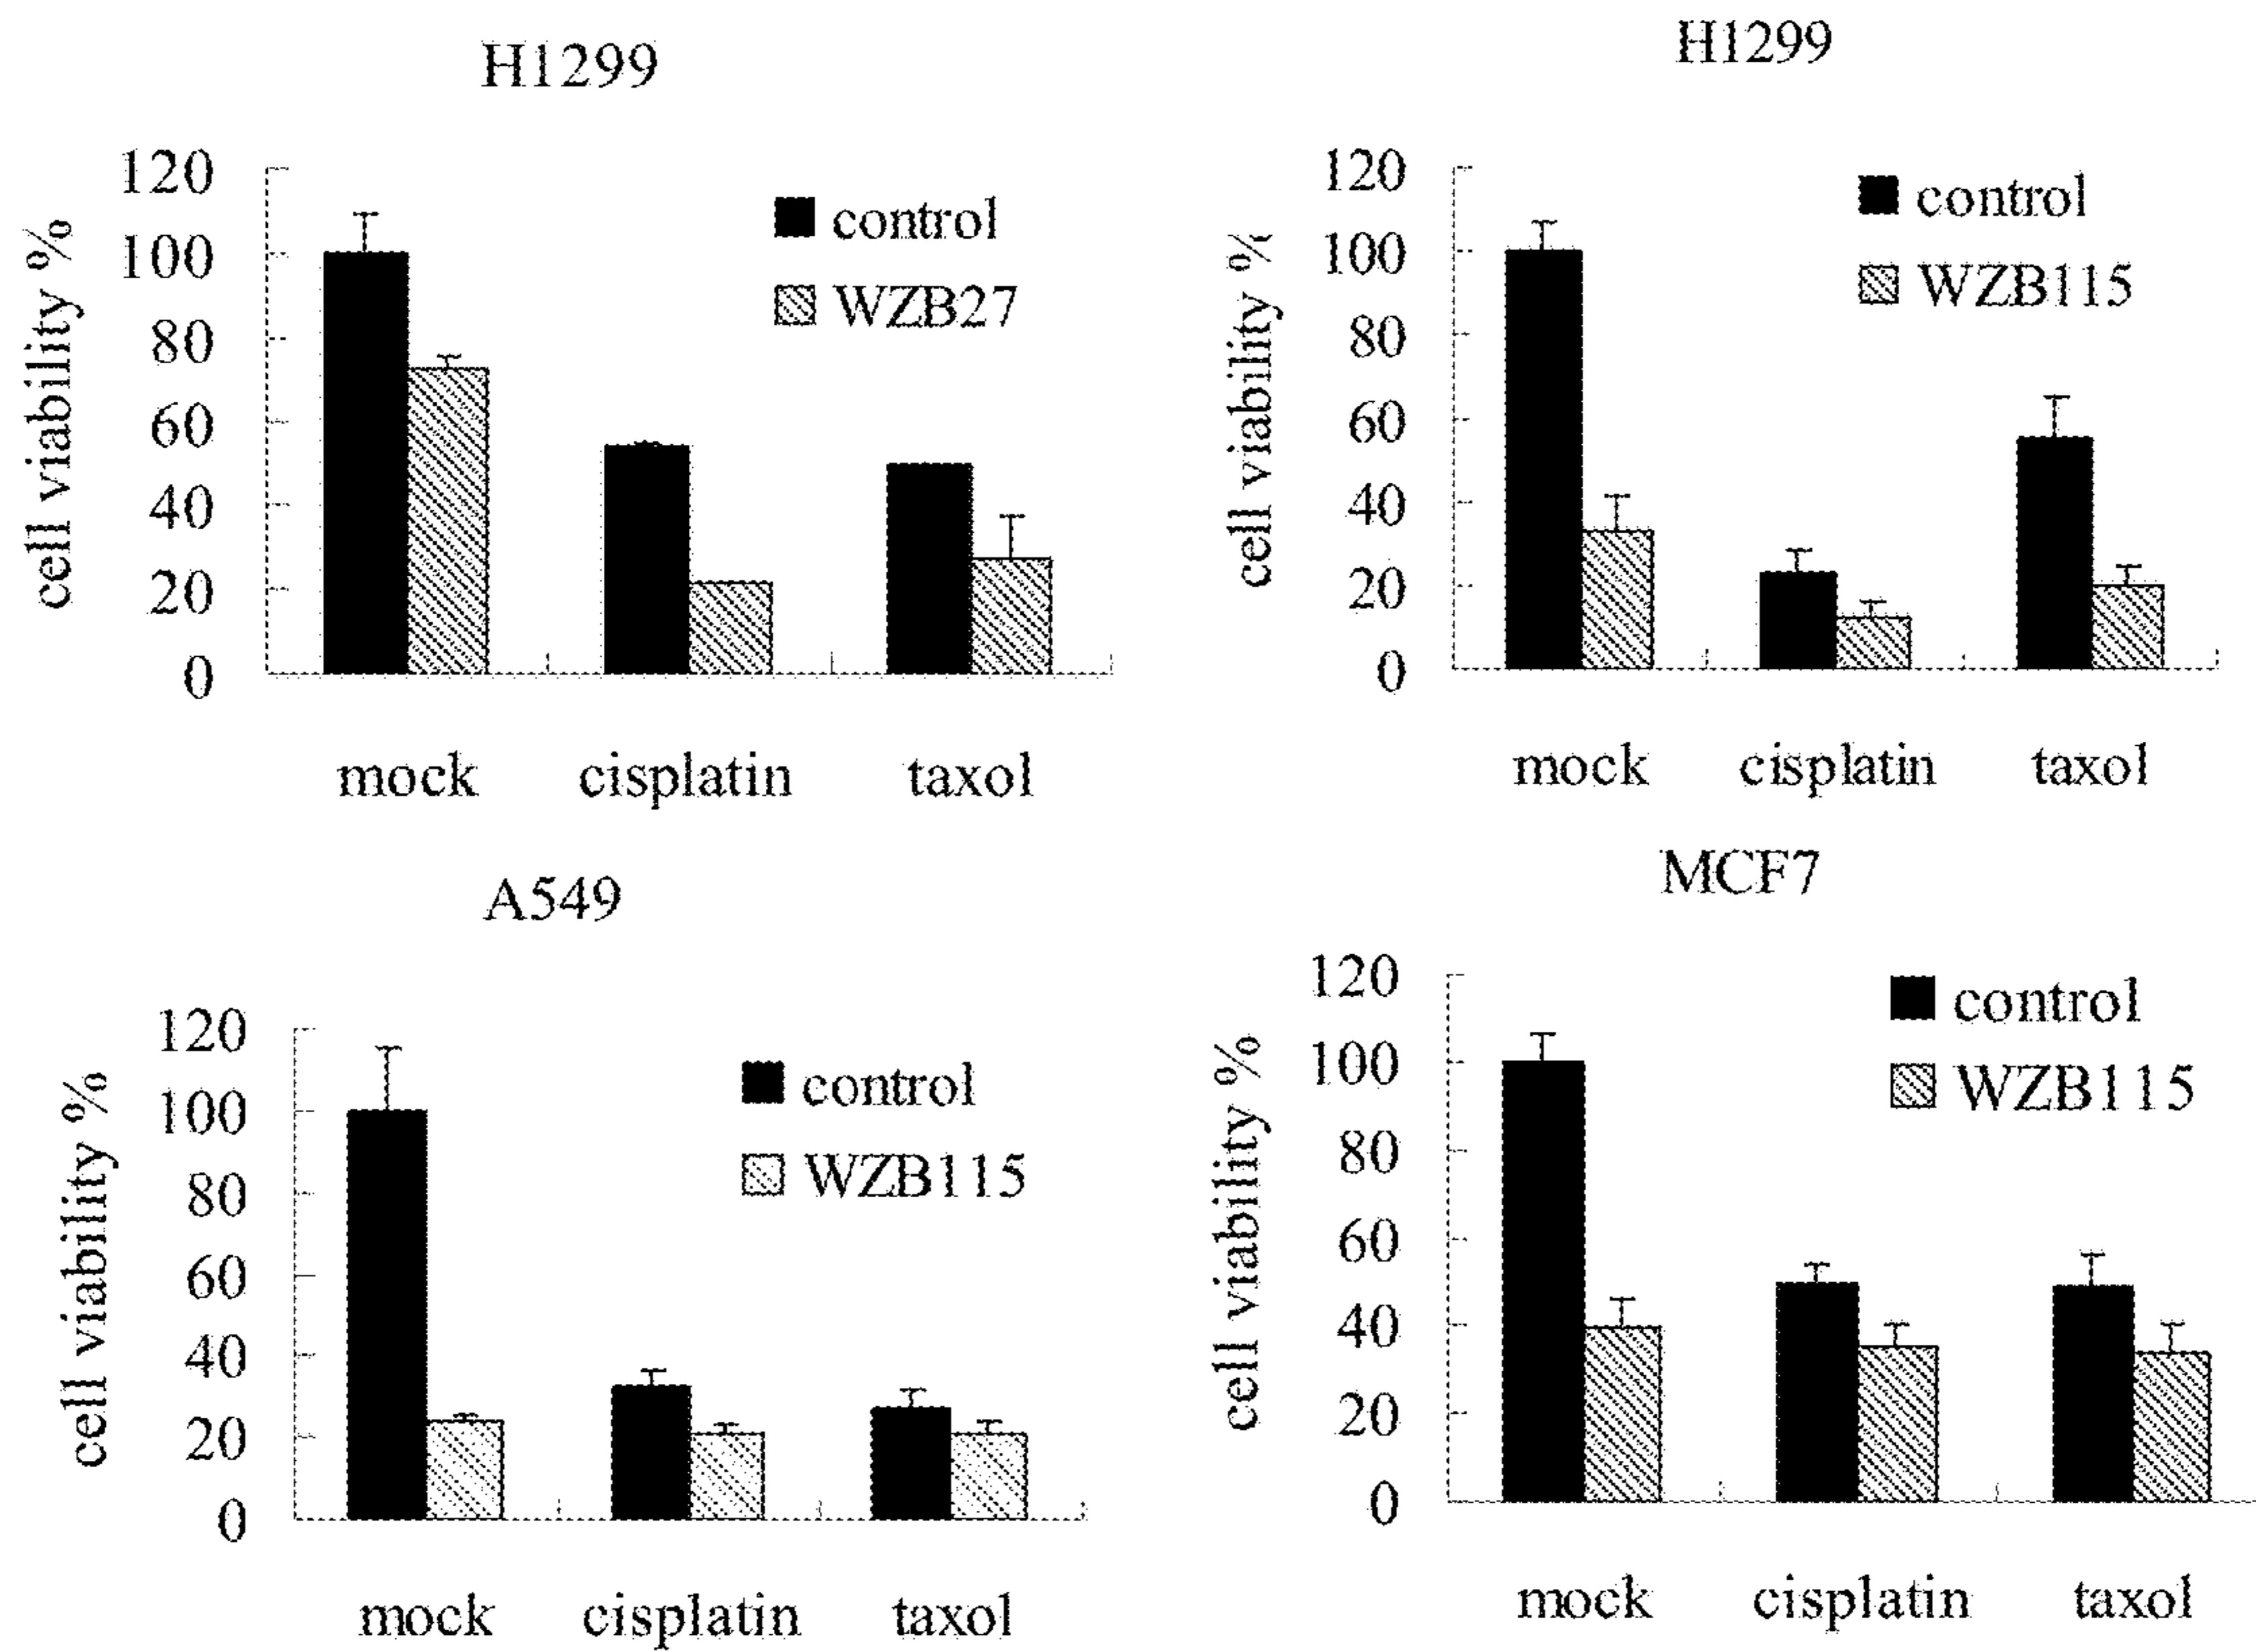 H1299
cell viability %
120
100
80
60
40
20
0
control
WZB27
mock cisplatin taxol
H1299
cell viability %
120
100
80
60
40
20
0
control
WZB115
mock cisplatin taxol
A549
cell viability %
120
100
80
60
40
20
0
control
WZB115
mock cisplatin taxol
MCF7
cell viability %
120
100
80
60
40
20
0
control
WZB115
mock cisplatin taxol